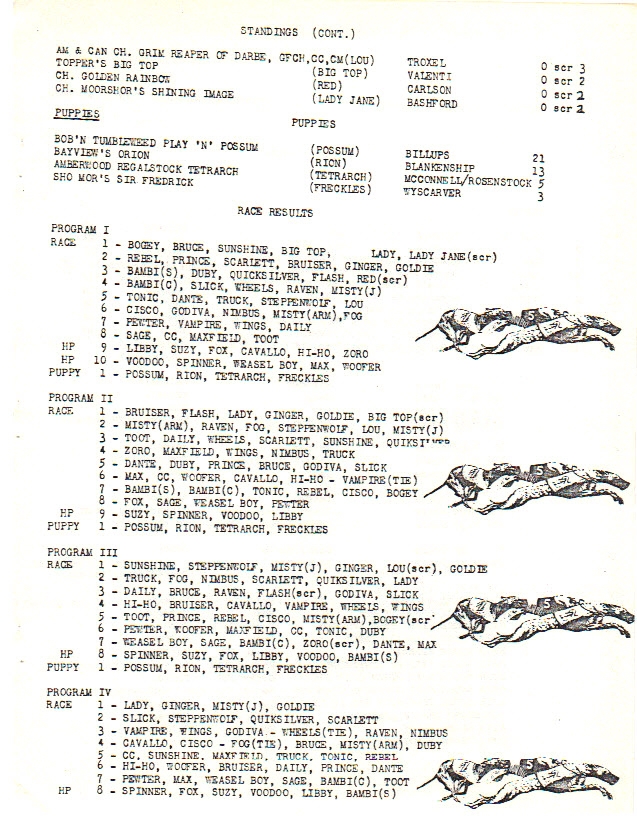 STANDINGS (CONT.)
AM & CAN CH. GRIM REAPER OF DARBE, GFCH,CC,CM(LOU) TROXEL 0 scr 3
TOPPER'S BIG TOP (BIG TOP) VALENTI 0 scr 2
CH. GOLDEN RAINBOW (RED) CARLSON 0 scr 2
CH. MOORSHOR'S SHINING IMAGE (LADY JANE) BASHFORD 0 scr 2
PUPPIES
PUPPIES
BOB'N TUMBLEWEED PLAY 'N' POSSUM (POSSUM) BILLUPS 21
BAYVIEW'S ORION (RION) BLANKENSHIP 13
AMBERWOOD REGALSTOCK TETRARCH (TETRARCH) MCCONNELL/ROSENSTOCK 5
SHO MOR'S SIR FREDRICK (FRECKLES) WYSCARVER 3
RACE RESULTS
PROGRAM I
RACE 1 - BOGEY, BRUCE, SUNSHINE, BIG TOP, LADY, LADY JANE(scr)
2 - REBEL, PRINCE, SCARLETT, BRUISER, GINGER, GOLDIE
3 - BAMBI(S), DUBY, QUICKSILVER, FLASH, RED(scr)
4 - BAMBI(C), SLICK, WHEELS, RAVEN, MISTY(J)
5 - TONIC, DANTE, TRUCK, STEPPENWOLF, LOU
6 - CISCO, GODIVA, NIMBUS, MISTY(ARM),FOG
7 - PEWTER, VAMPIRE, WINGS, DAILY
8 - SAGE, CC, MAXFIELD, TOOT
HP 9 - LIBBY, SUZY, FOX, CAVALLO, HI-HO, ZORO
HP 10 - VOODOO, SPINNER, WEASEL BOY, MAX, WOOFER
PUPPY 1 - POSSUM, RION, TETRARCH, FRECKLES
PROGRAM II
RACE 1 - BRUISER, FLASH, LADY, GINGER, GOLDIE, BIG TOP(scr)
2 - MISTY(ARM), RAVEN, FOG, STEPPENWOLF, LOU, MISTY(J)
3 - TOOT, DAILY, WHEELS, SCARLETT, SUNSHINE,
4 - ZORO, MAXFIELD, WINGS, NIMBUS, TRUCK
5 - DANTE, DUBY, PRINCE, BRUCE, GODIVA, SLICK
6 - MAX, CC, WOOFER, CAVALLO, HI-HO - VAMPIRE(TIE)
7 - BAMBI(S), BAMBI(C), TONIC, REBEL, CISCO, BOGEY
8 - FOX, SAGE, WEASEL BOY, PEWTER
HP 9 - SUZY, SPINNER, VOODOO, LIBBY
PUPPY 1 - POSSUM, RION, TETRARCH, FRECKLES
PROGRAM III
RACE 1 - SUNSHINE, STEPPENWOLF, MISTY(J), GINGER, LOU(scr), GOLDIE
2 - TRUCK, FOG, NIMBUS, SCARLETT, QUIKSILVER, LADY
3 - DAILY, BRUCE, RAVEN, FLASH(scr), GODIVA, SLICK
4 - HI-HO, BRUISER, CAVALLO, VAMPIRE, WHEELS, WINGS
5 - TOOT, PRINCE, REBEL, CISCO, MISTY(ARM),BOGEY(scr
6 - PEWTER, WOOFER, MAXFIELD, CC, TONIC, DUBY
7 - WEASEL BOY, SAGE, BAMBI(C), ZORO(scr), DANTE, MAX
HP 8 - SPINNER, SUZY, FOX, LIBBY, VOODOO, BAMBI(S)
PUPPY 1 - POSSUM, RION, TETRARCH, FRECKLES
PROGRAM IV
RACE 1 - LADY, GINGER, MISTY(J), GOLDIE
2 - SLICK, STEPPENWOLF, QUIKSILVER, SCARLETT
3 - VAMPIRE, WINGS, GODIVA - WHEELS(TIE), RAVEN, NIMBUS
4 - CAVALLO, CISCO - FOG(TIE), BRUCE, MISTY(ARM), DUBY
5 - CC, SUNSHINE, MAXFIELD, TRUCK, TONIC, REBEL
6 - HI-HO, WOOFER, BRUISER, DAILY, PRINCE, DANTE
7 - PEWTER, MAX, WEASEL BOY, SAGE, BAMBI(C), TOOT
HP 8 - SPINNER, FOX, SUZY, VOODOO, LIBBY, BAMBI(S)